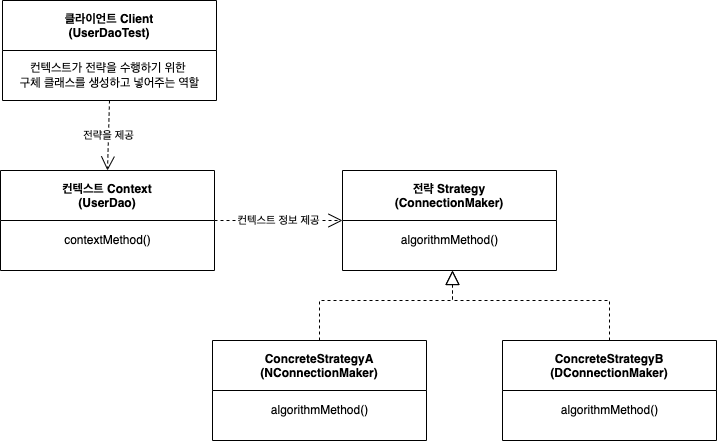 클라이언트 Client
(UserDaoTest)
컨텍스트가 전략을 수행하기 위한
구체 클래스를 생성하고 넣어주는 역할
전략을 제공
컨텍스트 Context
(UserDao)
contextMethod()
컨텍스트 정보 제공
전략 Strategy
(ConnectionMaker)
algorithmMethod()
ConcreteStrategyA
(NConnectionMaker)
algorithmMethod()
ConcreteStrategyB
(DConnectionMaker)
algorithmMethod()